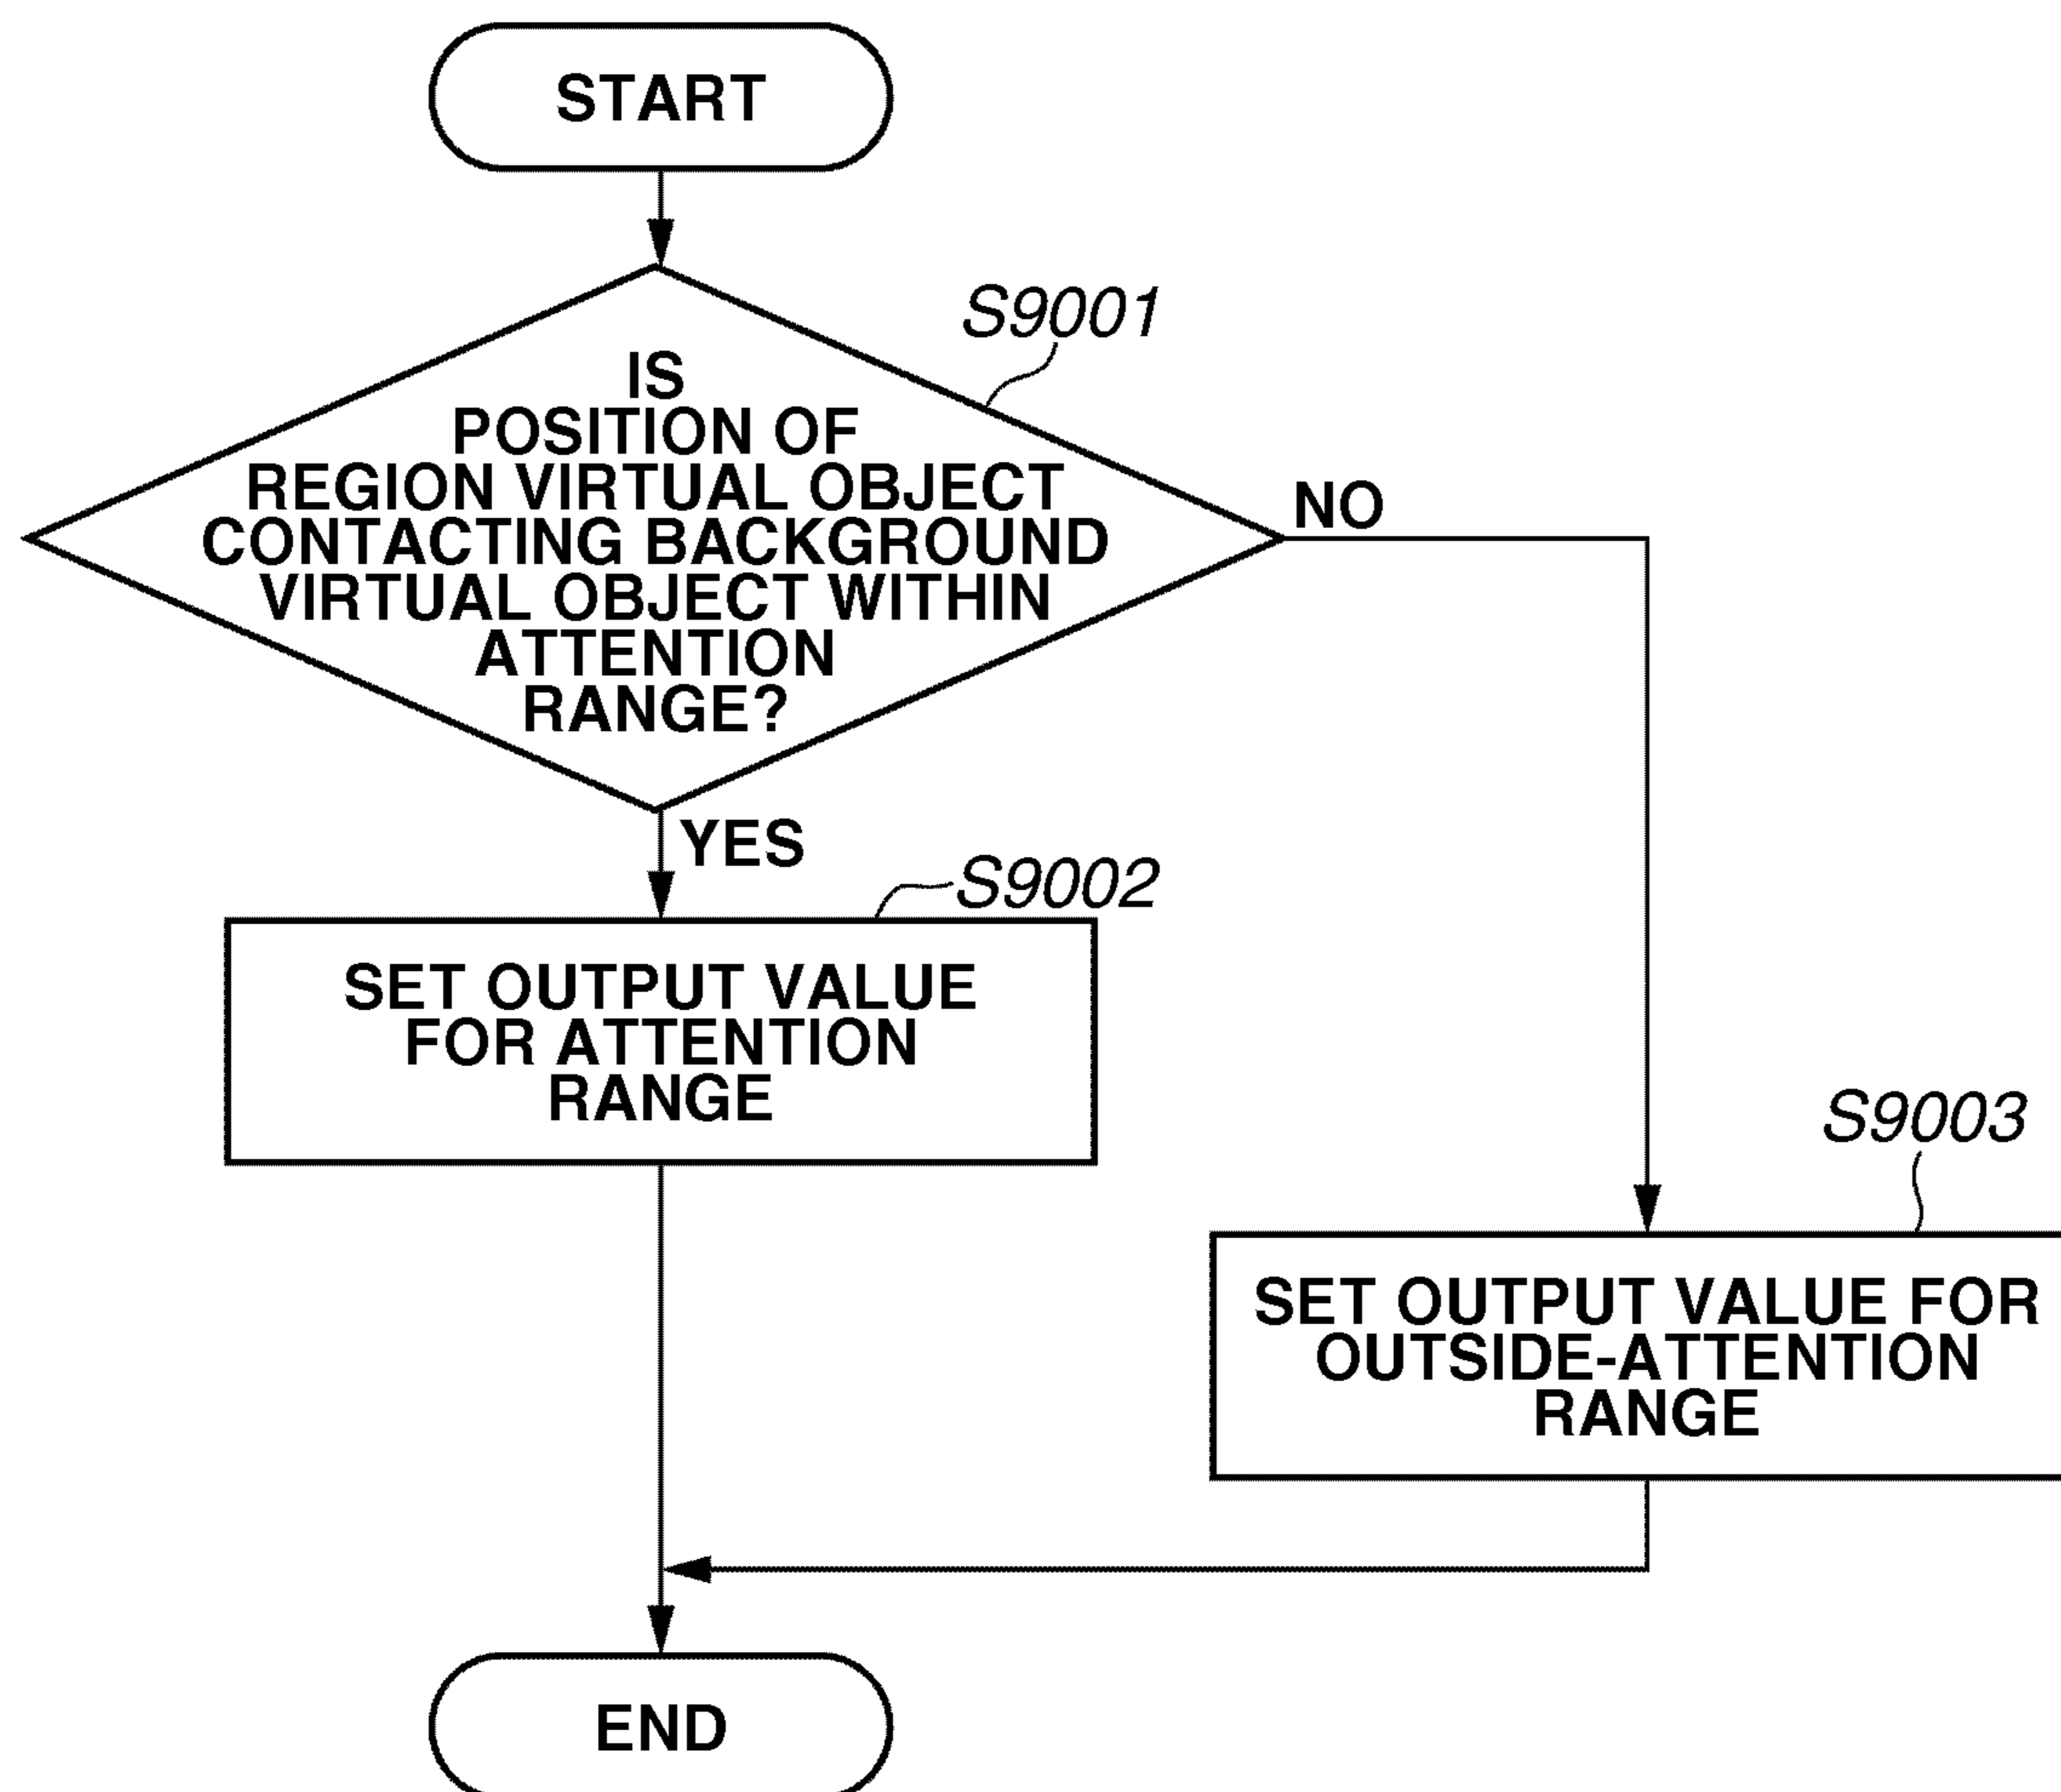 START
S9001
IS
POSITION OF
REGION VIRTUAL OBJECT
CONTACTING BACKGROUND
VIRTUAL OBJECT WITHIN
ATTENTION
RANGE?
NO
YES
S9002
SET OUTPUT VALUE
FOR ATTENTION
RANGE
S9003
SET OUTPUT VALUE FOR
OUTSIDE-ATTENTION
RANGE
END